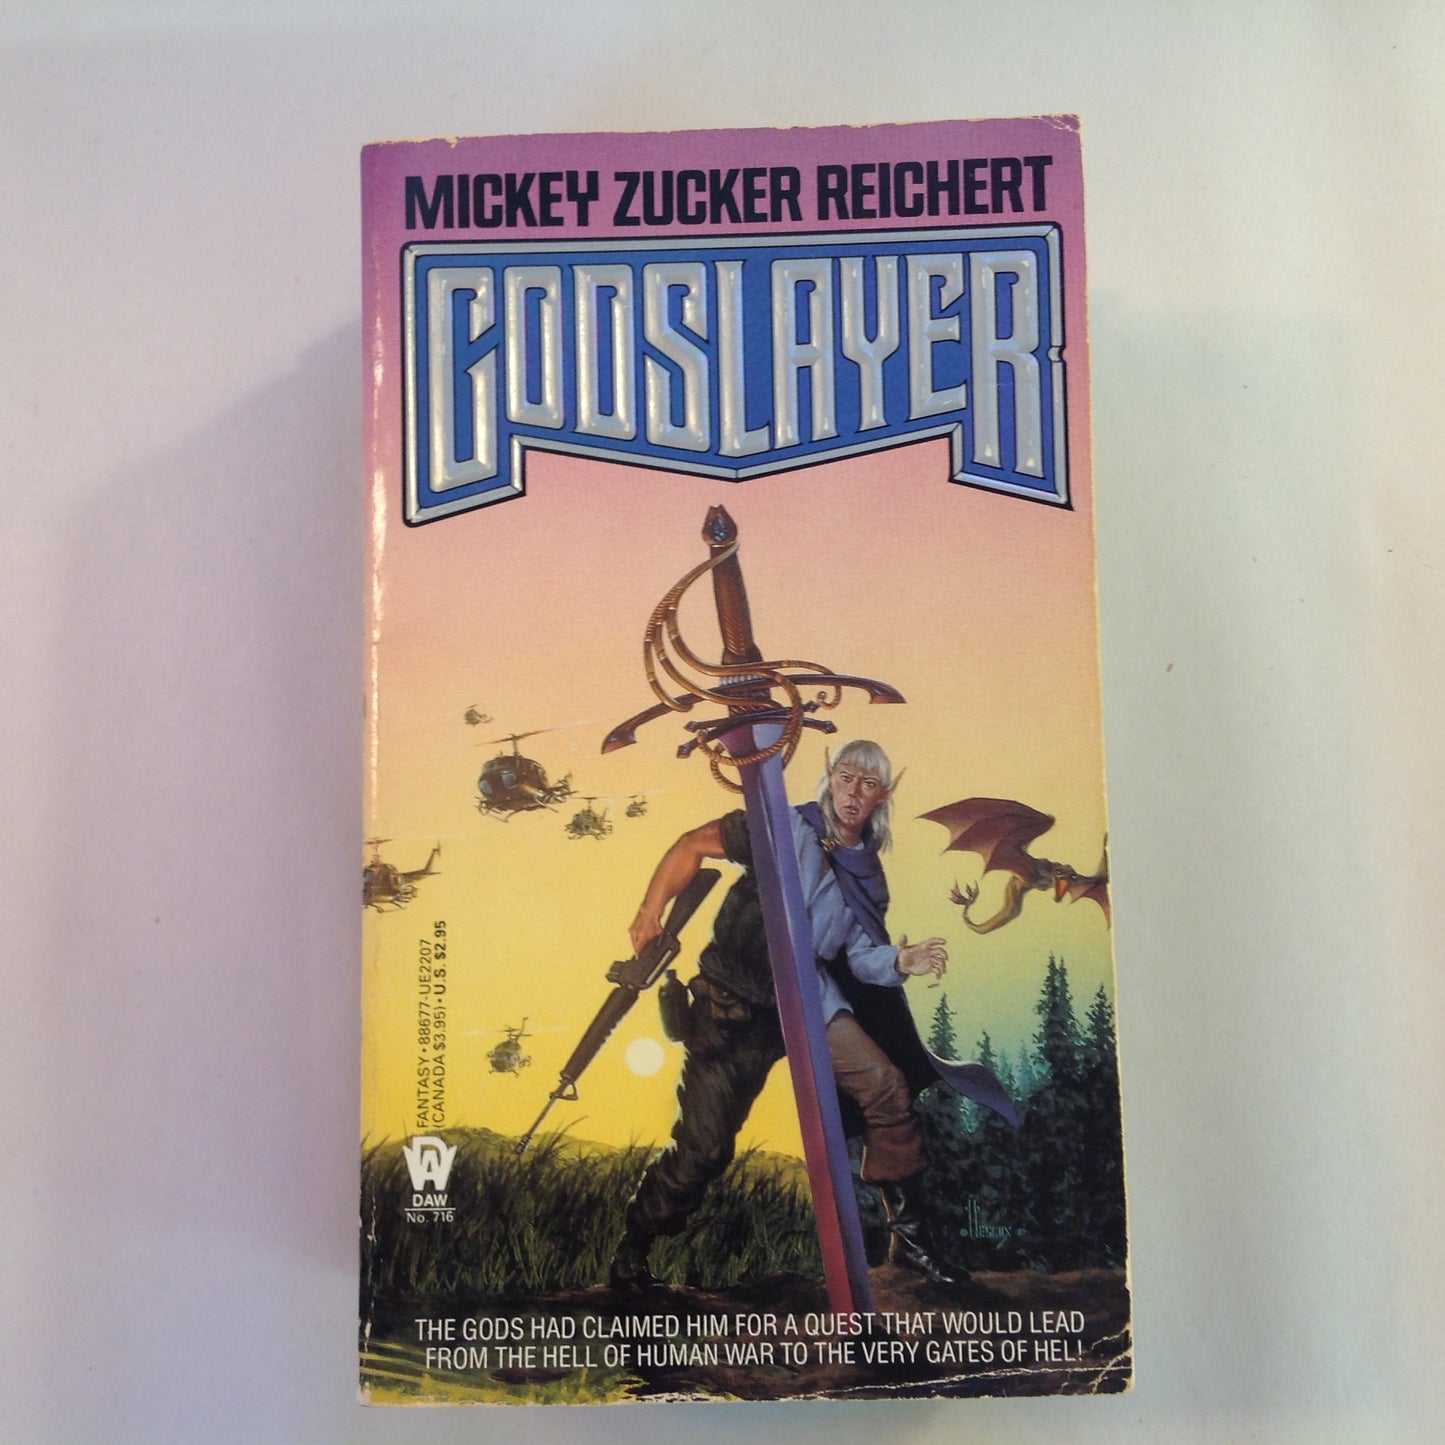 MICKEY ZUCKER REICHERT
GODSLAYER
FANTASY • 88677-UE2207
(CANADA $3.95) • U.S. $2.95
DAW
DAW
No. 716
THE GODS HAD CLAIMED HIM FOR A QUEST THAT WOULD LEAD
FROM THE HELL OF HUMAN WAR TO THE VERY GATES OF HEL!